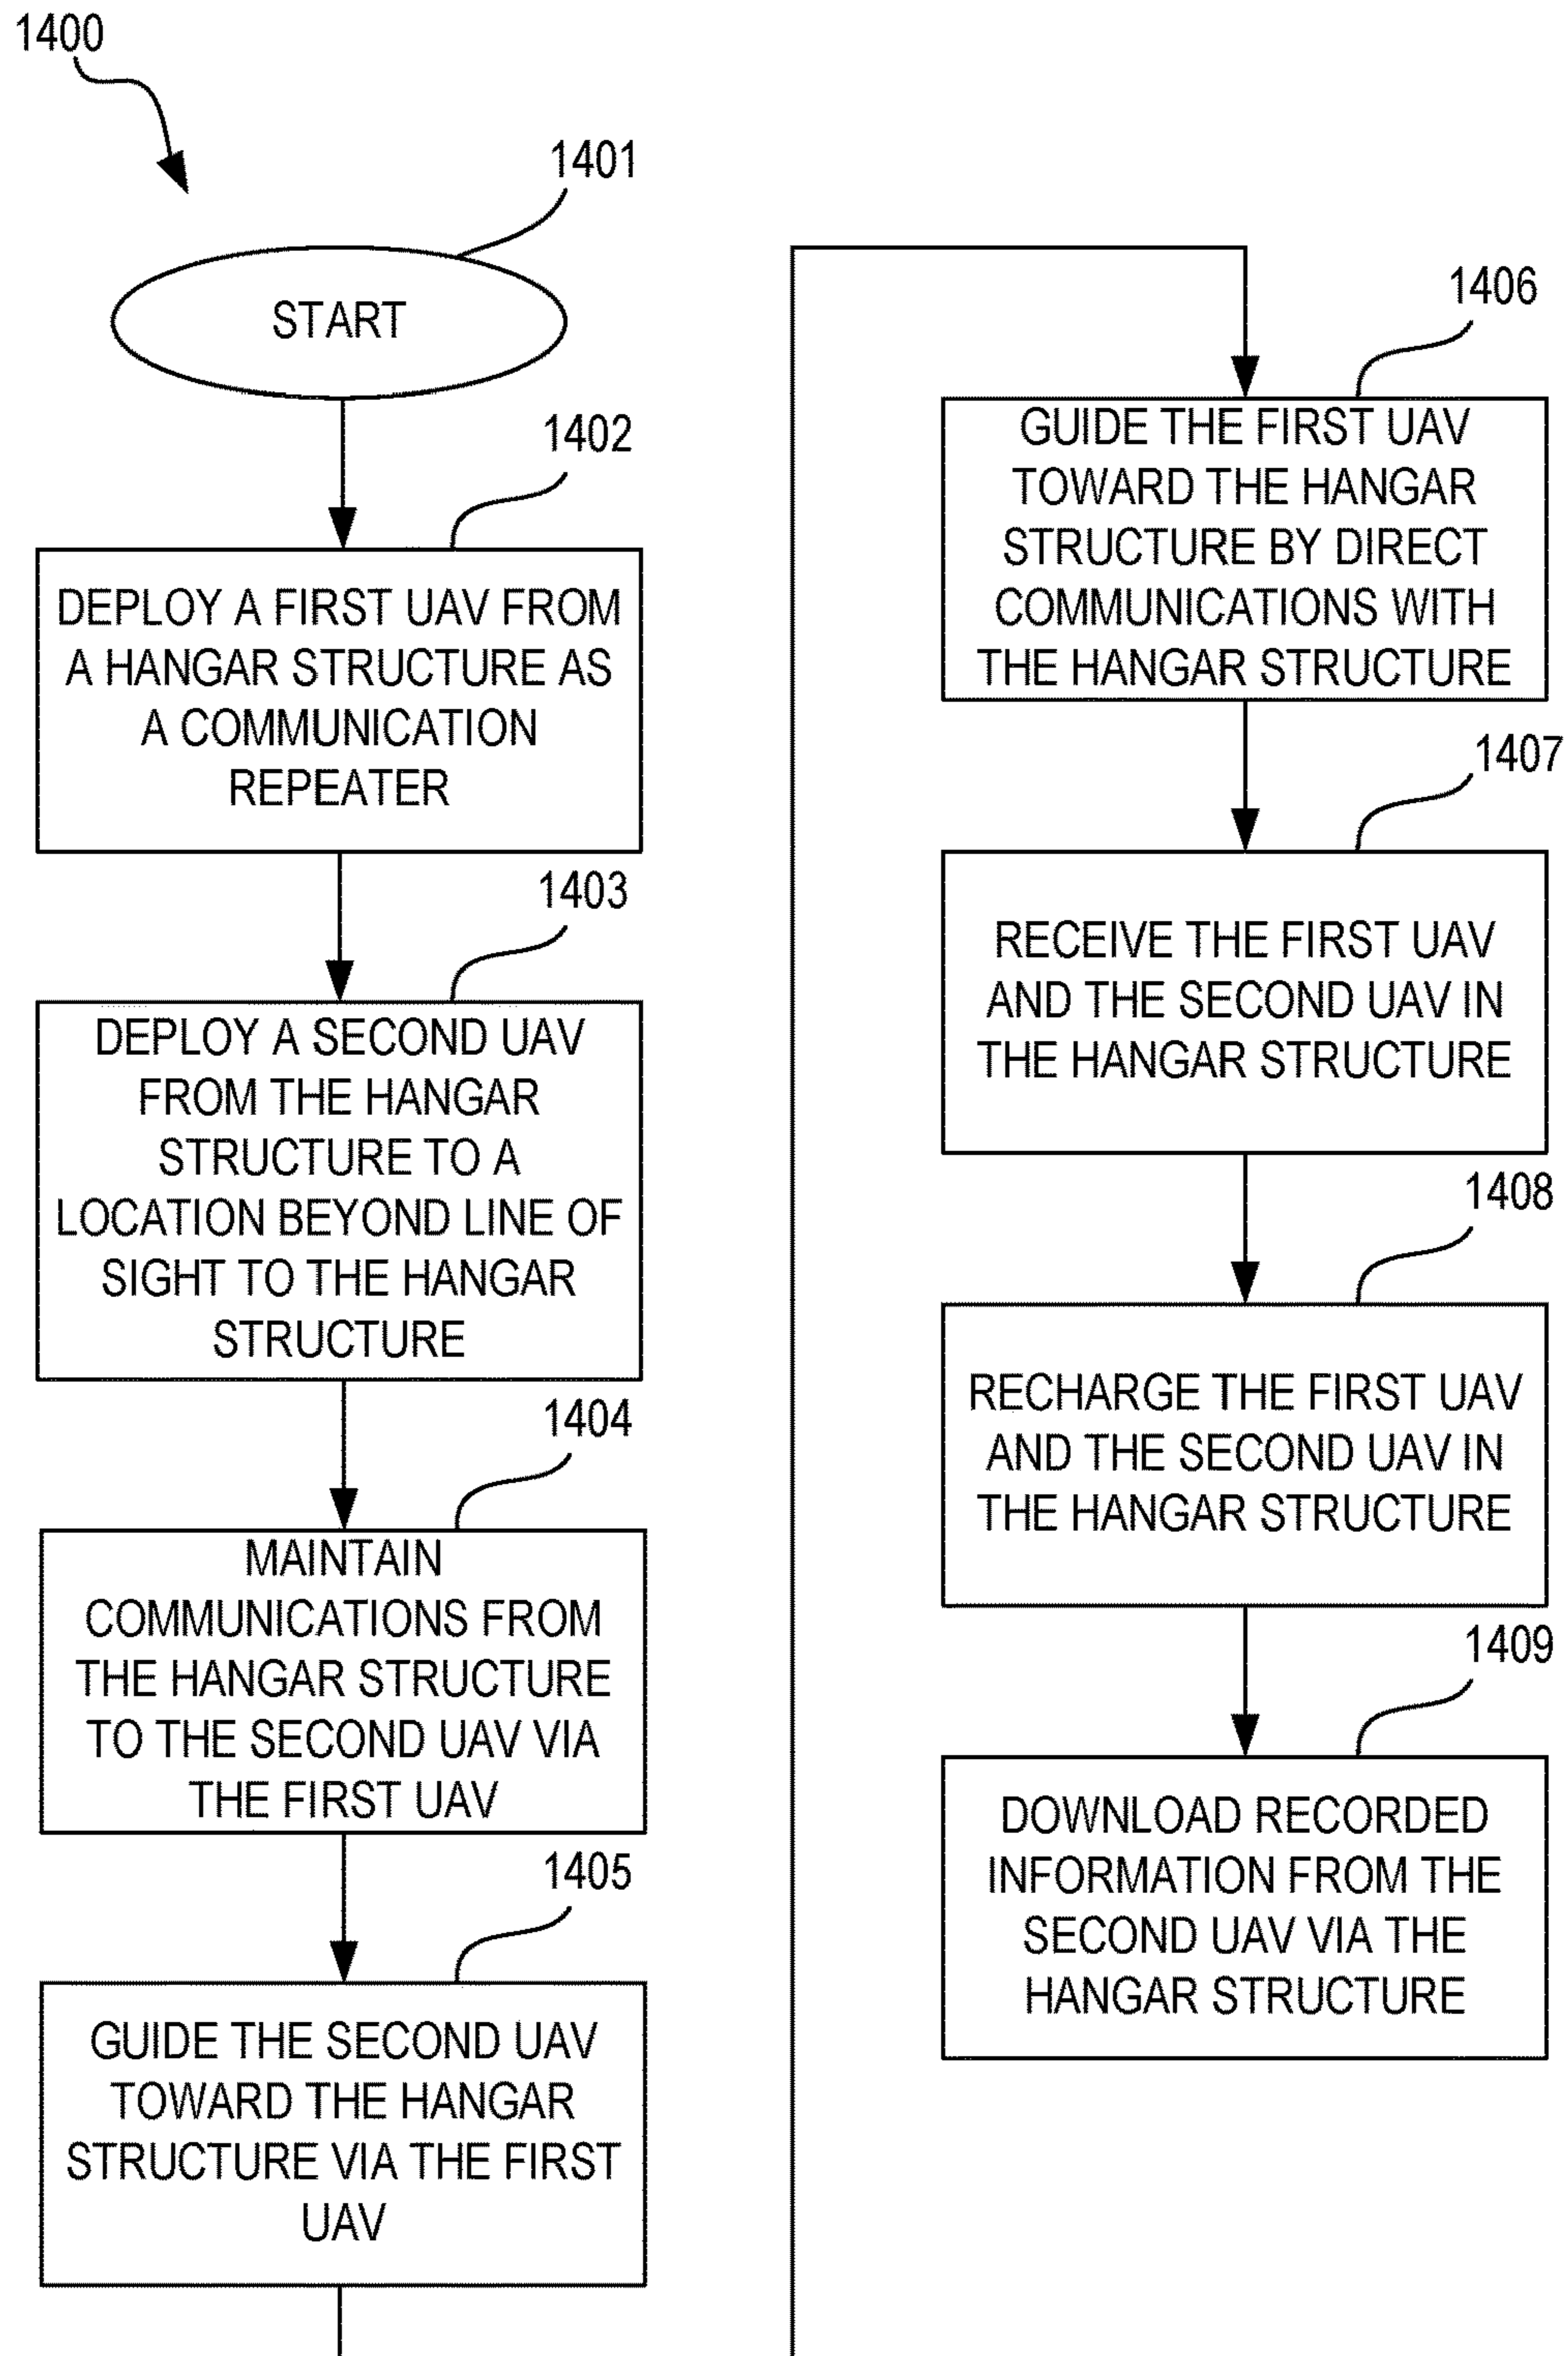 1400
1401
START
1402
DEPLOY A FIRST UAV FROM
A HANGAR STRUCTURE AS
A COMMUNICATION
REPEATER
1403
DEPLOY A SECOND UAV
FROM THE HANGAR
STRUCTURE TO A
LOCATION BEYOND LINE OF
SIGHT TO THE HANGAR
STRUCTURE
1404
MAINTAIN
COMMUNICATIONS FROM
THE HANGAR STRUCTURE
TO THE SECOND UAV VIA
THE FIRST UAV
1405
GUIDE THE SECOND UAV
TOWARD THE HANGAR
STRUCTURE VIA THE FIRST
UAV
1406
GUIDE THE FIRST UAV
TOWARD THE HANGAR
STRUCTURE BY DIRECT
COMMUNICATIONS WITH
THE HANGAR STRUCTURE
1407
RECEIVE THE FIRST UAV
AND THE SECOND UAV IN
THE HANGAR STRUCTURE
1408
RECHARGE THE FIRST UAV
AND THE SECOND UAV IN
THE HANGAR STRUCTURE
1409
DOWNLOAD RECORDED
INFORMATION FROM THE
SECOND UAV VIA THE
HANGAR STRUCTURE